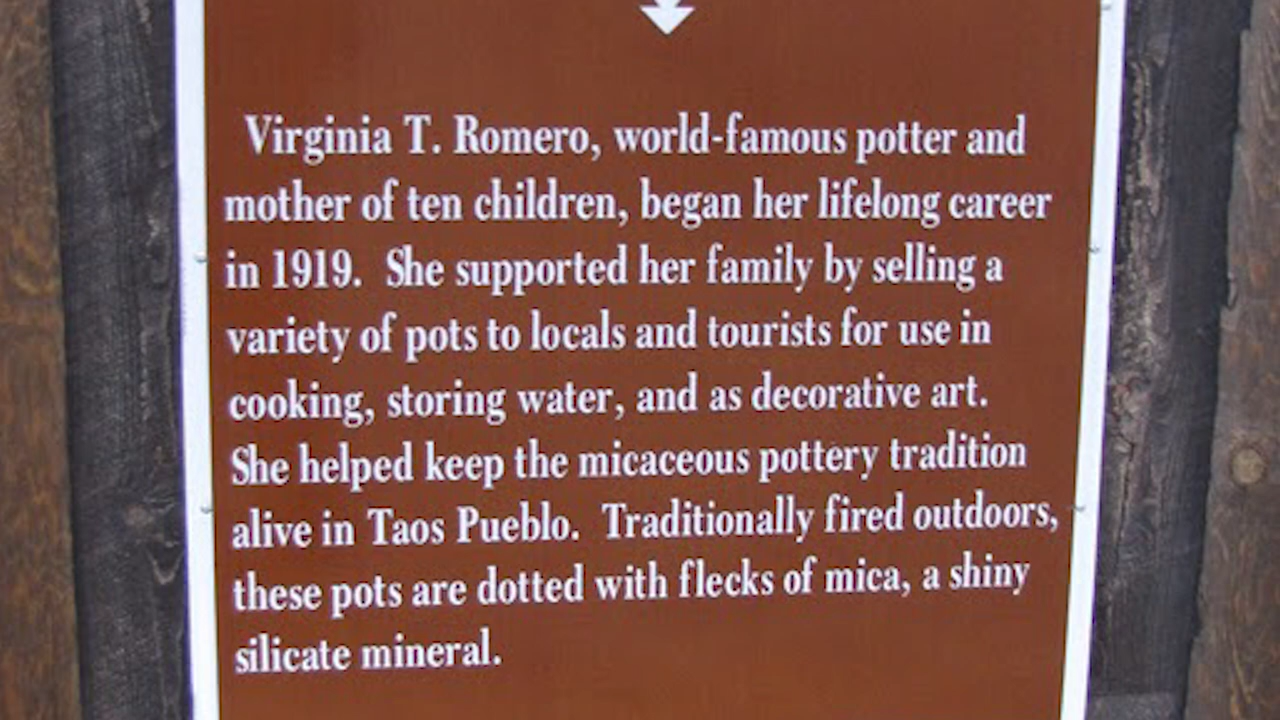 Virginia T. Romero, world-famous potter and
mother of ten children, began her lifelong career
in 1919. She supported her family by selling a
variety of pots to locals and tourists for use in
cooking, storing water, and as decorative art.
She helped keep the micaceous pottery tradition
alive in Taos Pueblo. Traditionally fired outdoors,
these pots are dotted with flecks of mica, a shiny
silicate mineral.